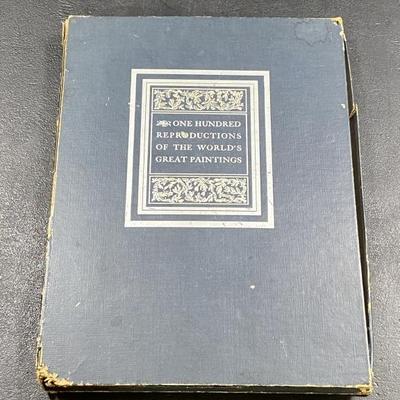 ONE HUNDRED
REPRODUCTIONS
OF THE WORLD'S
GREAT PAINTINGS